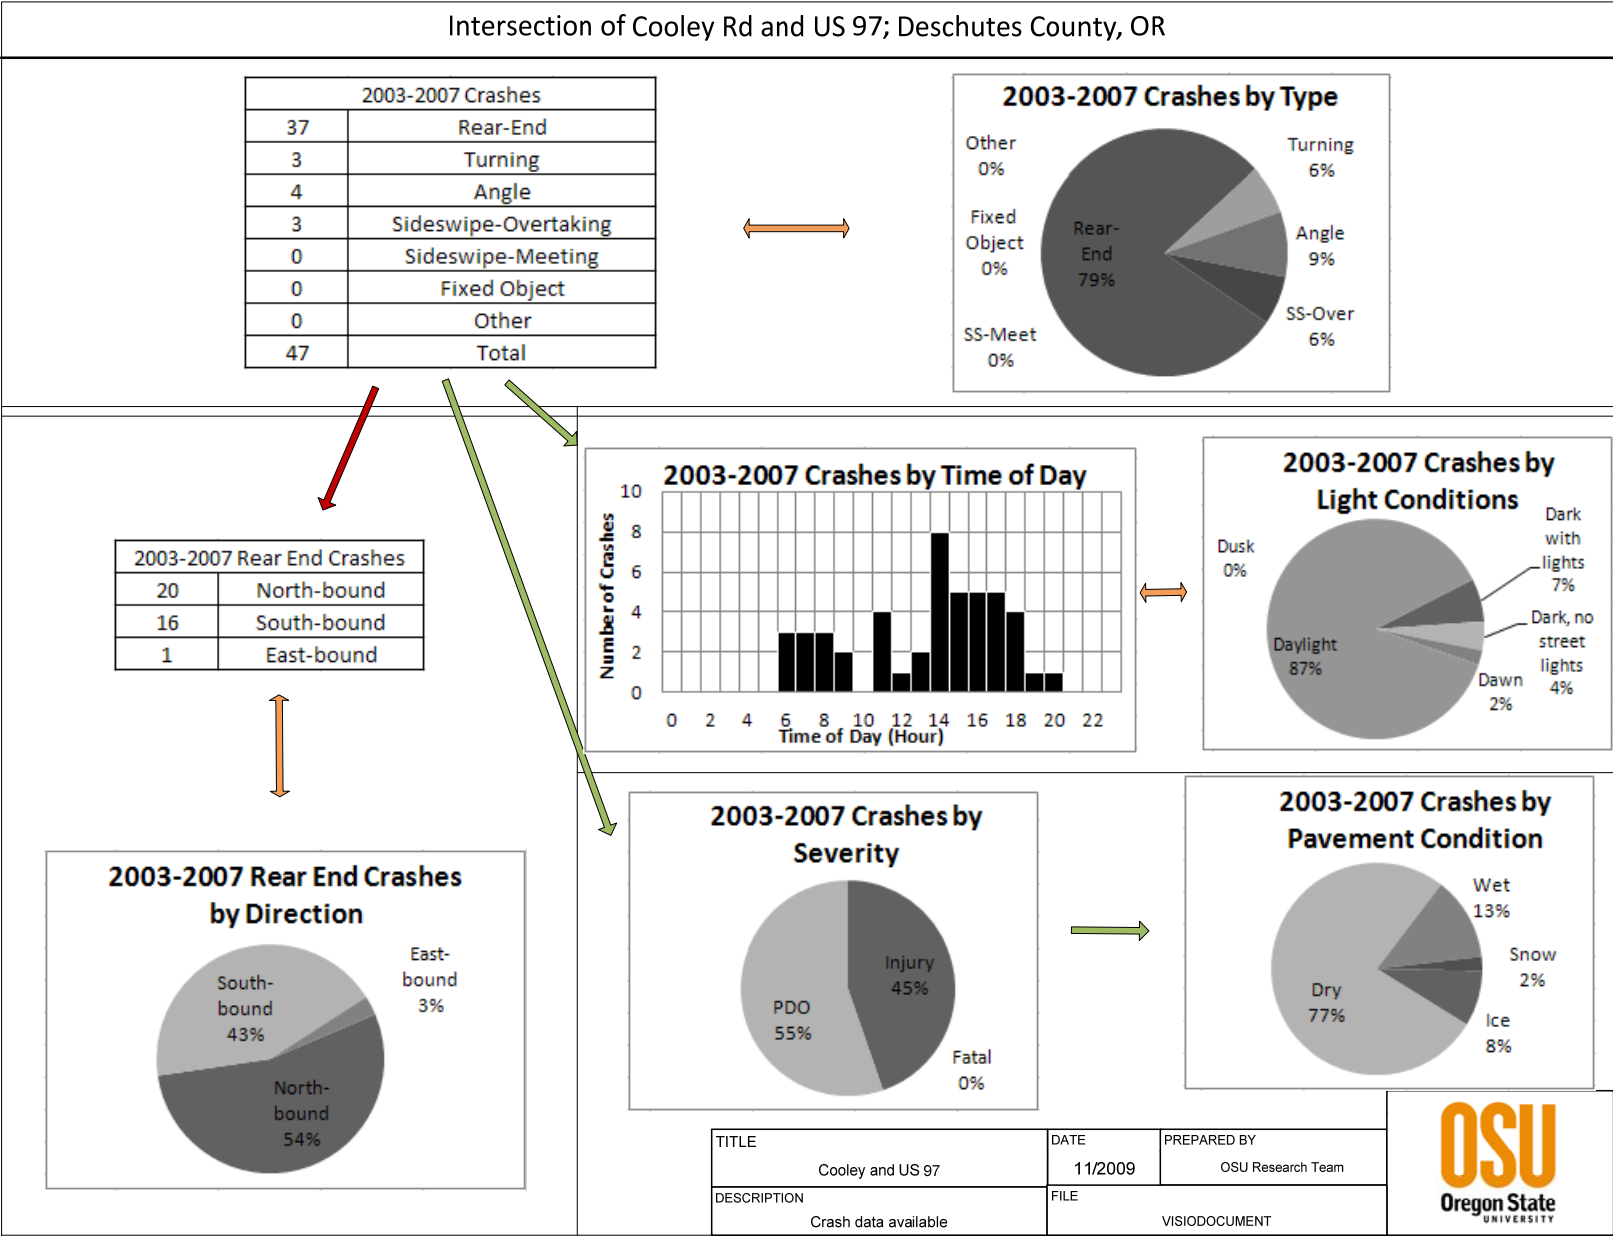 Intersection of Cooley Rd and US 97; Deschutes County, OR
2003-2007 Crashes
37 Rear-End
3 Turning
4 Angle
3 Sideswipe-Overtaking
0 Sideswipe-Meeting
0 Fixed Object
0 Other
47 Total
2003-2007 Crashes by Type
Other
0%
Fixed
Object
0%
SS-Meet
0%
Rear-
End
79%
Turning
6%
Angle
9%
SS-Over
6%
2003-2007 Rear End Crashes
20 North-bound
16 South-bound
1 East-bound
2003-2007 Rear End Crashes
by Direction
South-
bound
43%
East-
bound
3%
North-
bound
54%
2003-2007 Crashes by Time of Day
Number of Crashes
10
8
6
4
2
0
0 2 4 6 8 10 12 14 16 18 20 22
Time of Day (Hour)
2003-2007 Crashes by
Light Conditions
Dusk
0%
Daylight
87%
Dark
with
lights
7%
Dark, no
street
lights
4%
Dawn
2%
2003-2007 Crashes by
Severity
PDO
55%
Injury
45%
Fatal
0%
2003-2007 Crashes by
Pavement Condition
Dry
77%
Wet
13%
Snow
2%
Ice
8%
TITLE
Cooley and US 97
DATE
11/2009
PREPARED BY
OSU Research Team
DESCRIPTION
Crash data available
FILE
VISIODOCUMENT
OSU
Oregon State
UNIVERSITY